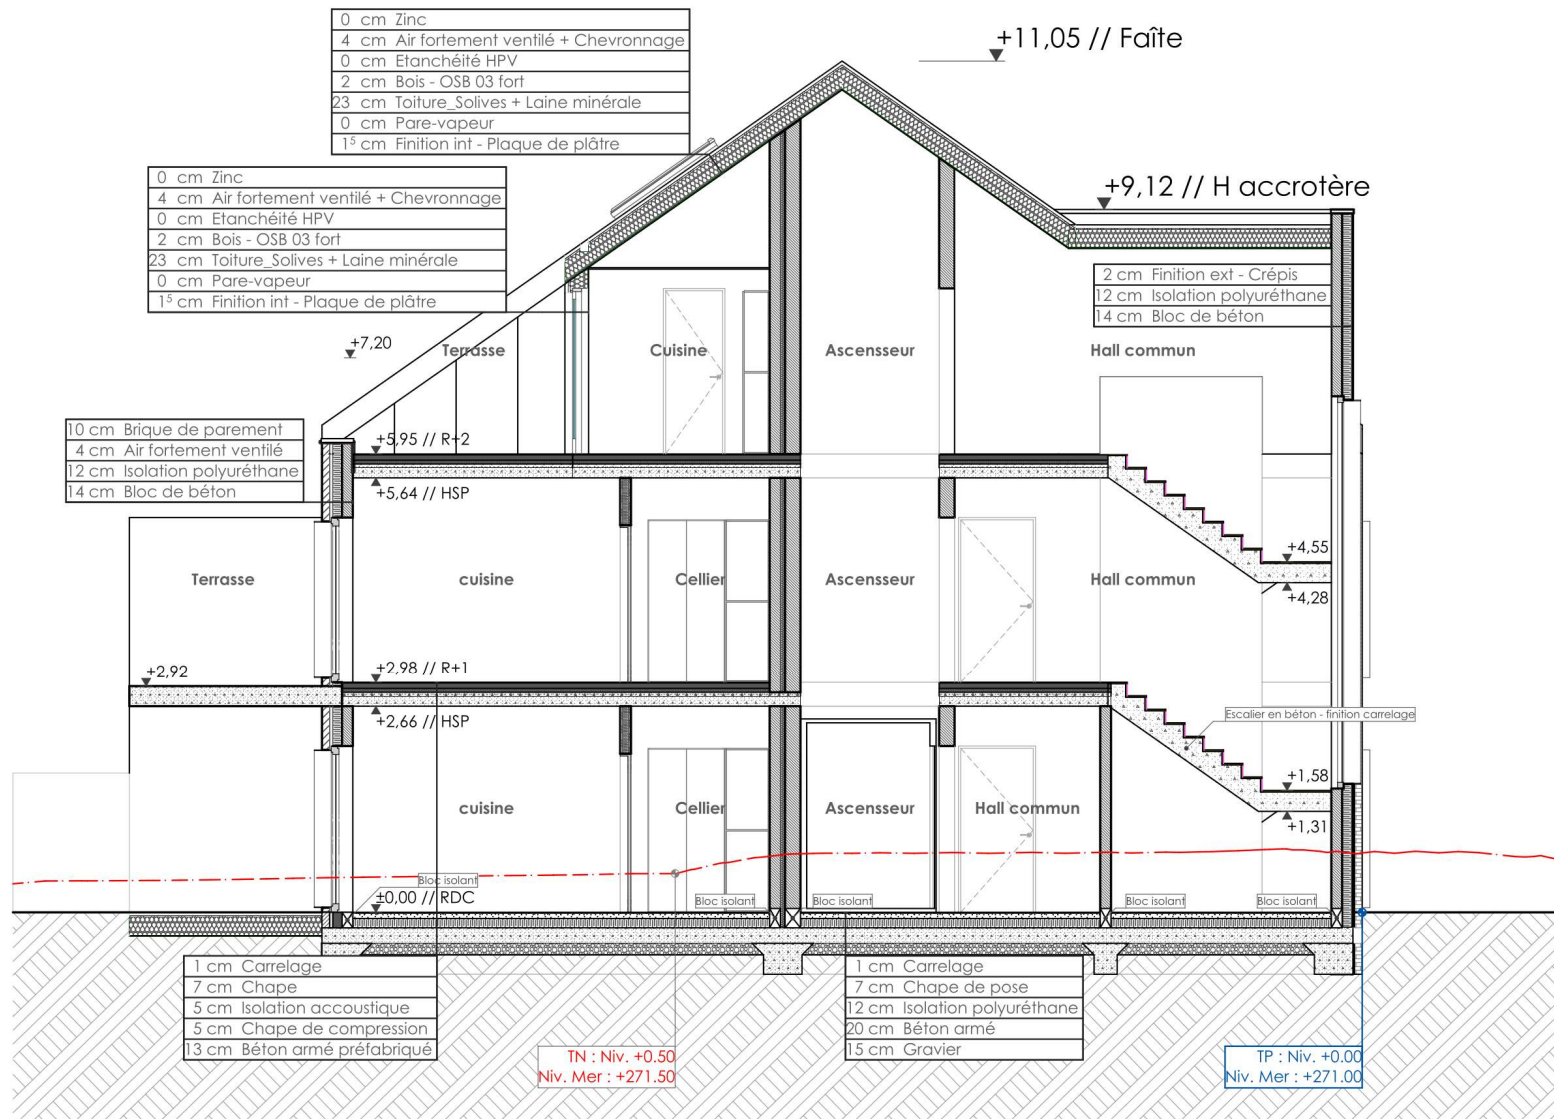 0 cm Zinc
4 cm Air fortement ventilé + Chevronnage
0 cm Etanchéité HPV
2 cm Bois - OSB 03 fort
23 cm Toiture_Solives + Laine minérale
0 cm Pare-vapeur
1⁵ cm Finition int - Plaque de plâtre
+11,05 // Faîte
0 cm Zinc
4 cm Air fortement ventilé + Chevronnage
0 cm Etanchéité HPV
2 cm Bois - OSB 03 fort
23 cm Toiture_Solives + Laine minérale
0 cm Pare-vapeur
1⁵ cm Finition int - Plaque de plâtre
+9,12 // H accrotère
2 cm Finition ext - Crépis
12 cm Isolation polyuréthane
14 cm Bloc de béton
+7,20
Terrasse
Cuisine
Ascensseur
Hall commun
10 cm Brique de parement
4 cm Air fortement ventilé
12 cm Isolation polyuréthane
14 cm Bloc de béton
+5,95 // R+2
+5,64 // HSP
+4,55
Terrasse
cuisine
Cellier
Ascensseur
Hall commun
+4,28
+2,92
+2,98 // R+1
+2,66 // HSP
Escalier en béton - finition carrelage
+1,58
cuisine
Cellier
Ascensseur
Hall commun
+1,31
Bloc isolant
±0,00 // RDC
Bloc isolant
Bloc isolant
Bloc isolant
Bloc isolant
1 cm Carrelage
7 cm Chape
5 cm Isolation accoustique
5 cm Chape de compression
13 cm Béton armé préfabriqué
1 cm Carrelage
7 cm Chape de pose
12 cm Isolation polyuréthane
20 cm Béton armé
15 cm Gravier
TN : Niv. +0.50
Niv. Mer : +271.50
TP : Niv. +0.00
Niv. Mer : +271.00